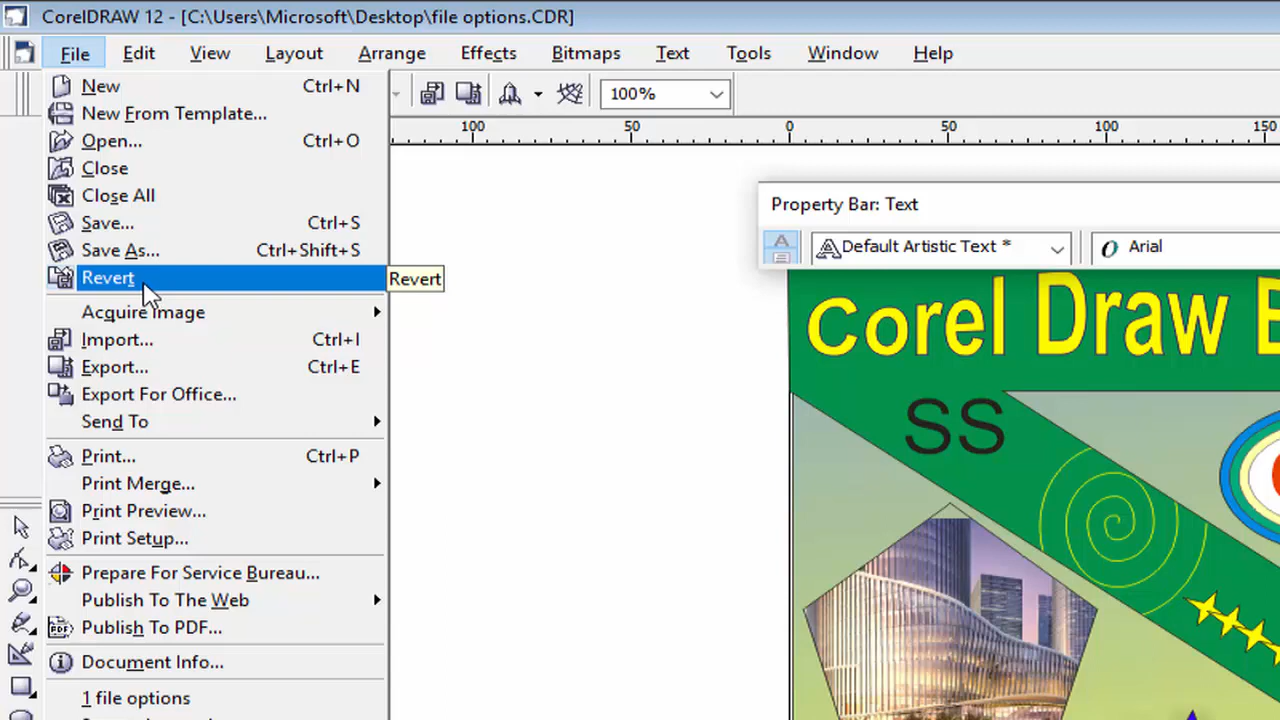 CorelDRAW 12 - [C:\Users\Microsoft\Desktop\file options.CDR]
File Edit View Layout Arrange Effects Bitmaps Text Tools Window Help
New Ctrl+N
New From Template...
Open... Ctrl+O
Close
Close All
Save... Ctrl+S
Save As... Ctrl+Shift+S
Revert
Acquire Image
Import... Ctrl+I
Export... Ctrl+E
Export For Office...
Send To
Print... Ctrl+P
Print Merge...
Print Preview...
Print Setup...
Prepare For Service Bureau...
Publish To The Web
Publish To PDF...
Document Info...
1 file options
Revert
100%
100 50 0 50 100 150
Property Bar: Text
Default Artistic Text * Arial
Corel Draw
SS